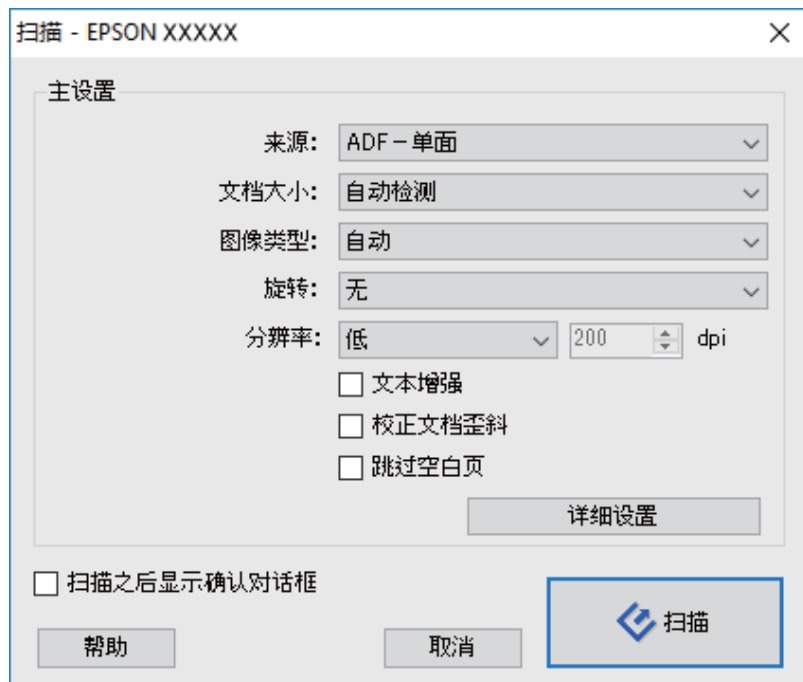 扫描 - EPSON XXXXX
主设置
来源: ADF－单面
文档大小: 自动检测
图像类型: 自动
旋转: 无
分辨率: 低 200 dpi
文本增强
校正文档歪斜
跳过空白页
详细设置
扫描之后显示确认对话框
帮助 取消 扫描